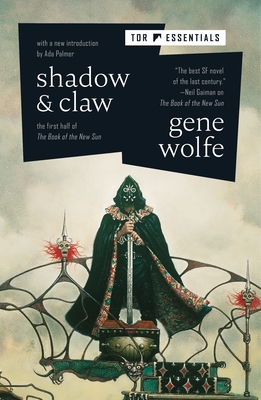 TOR ESSENTIALS
with a new introduction
by Ada Palmer
shadow
& claw
the first half of
The Book of the New Sun
"The best SF novel
of the last century."
—Neil Gaiman on
The Book of the New Sun
gene
wolfe